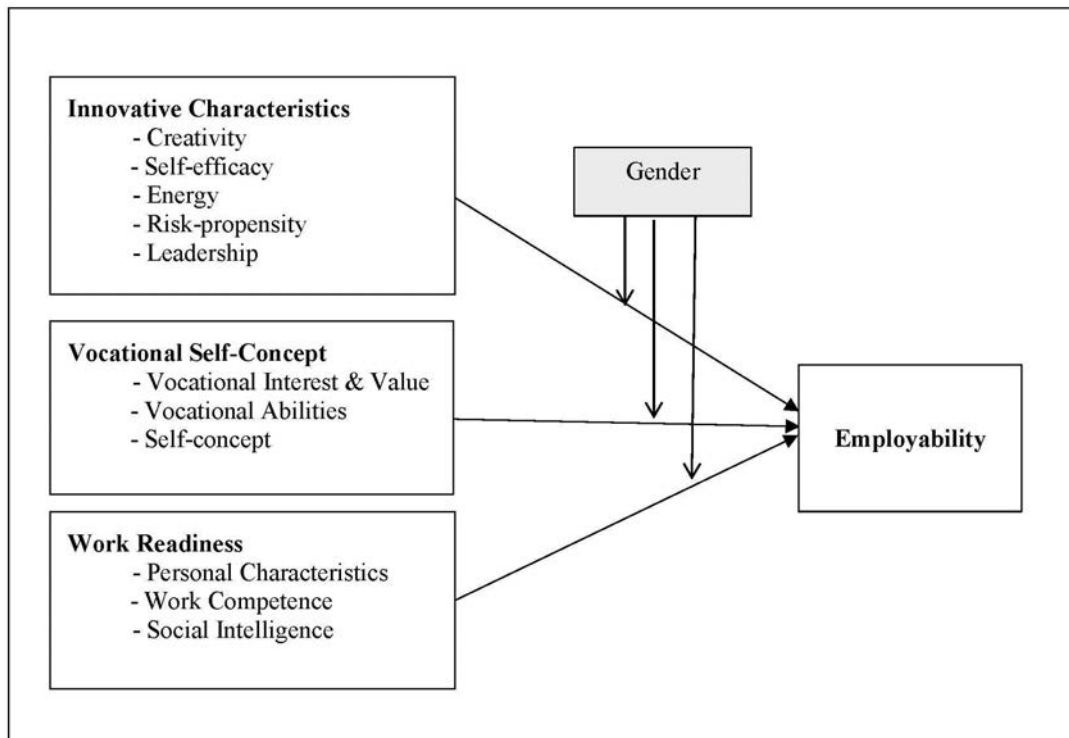 Innovative Characteristics
- Creativity
- Self-efficacy
- Energy
- Risk-propensity
- Leadership
Gender
Vocational Self-Concept
- Vocational Interest & Value
- Vocational Abilities
- Self-concept
Employability
Work Readiness
- Personal Characteristics
- Work Competence
- Social Intelligence